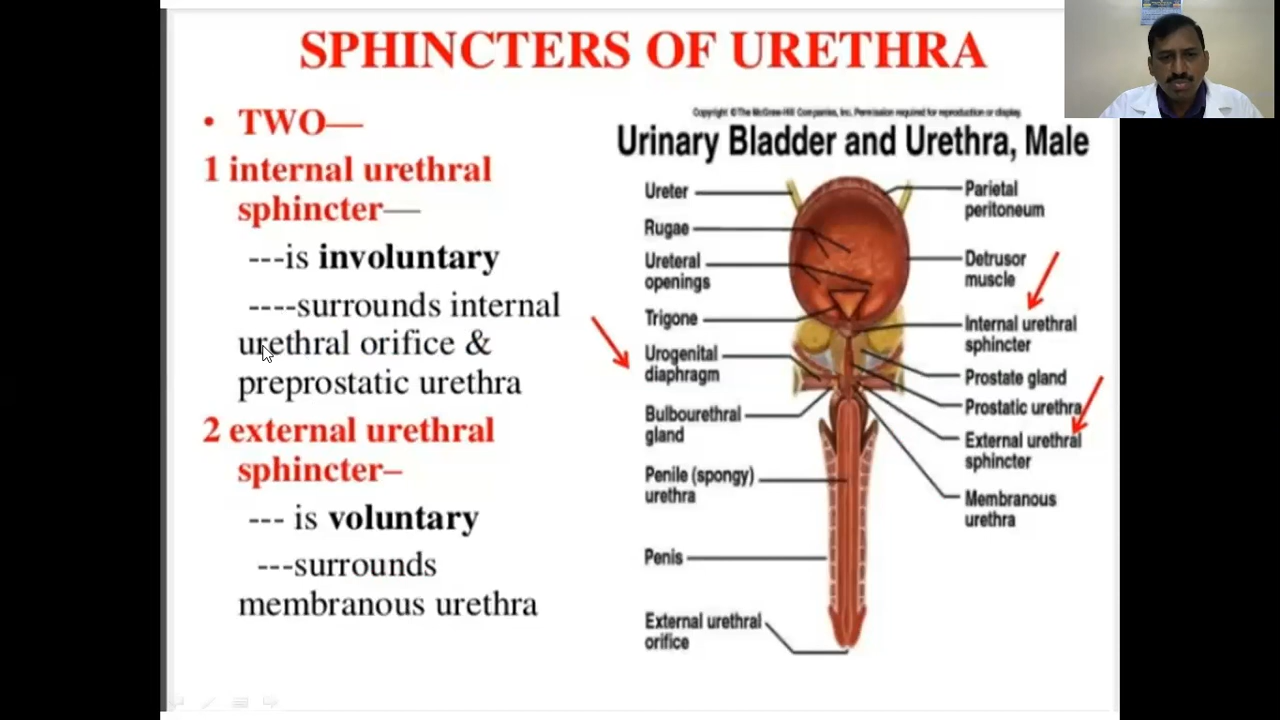 SPHINCTERS OF URETHRA
• TWO—
1 internal urethral
sphincter—
---is involuntary
----surrounds internal
urethral orifice &
preprostatic urethra
2 external urethral
sphincter–
--- is voluntary
---surrounds
membranous urethra
Copyright ©The McGraw-Hill Companies, Inc. Permission required for reproduction or display.
Urinary Bladder and Urethra, Male
Ureter
Rugae
Ureteral
openings
Trigone
Urogenital
diaphragm
Bulbourethral
gland
Penile (spongy)
urethra
Penis
External urethral
orifice
Parietal
peritoneum
Detrusor
muscle
Internal urethral
sphincter
Prostate gland
Prostatic urethra
External urethral
sphincter
Membranous
urethra